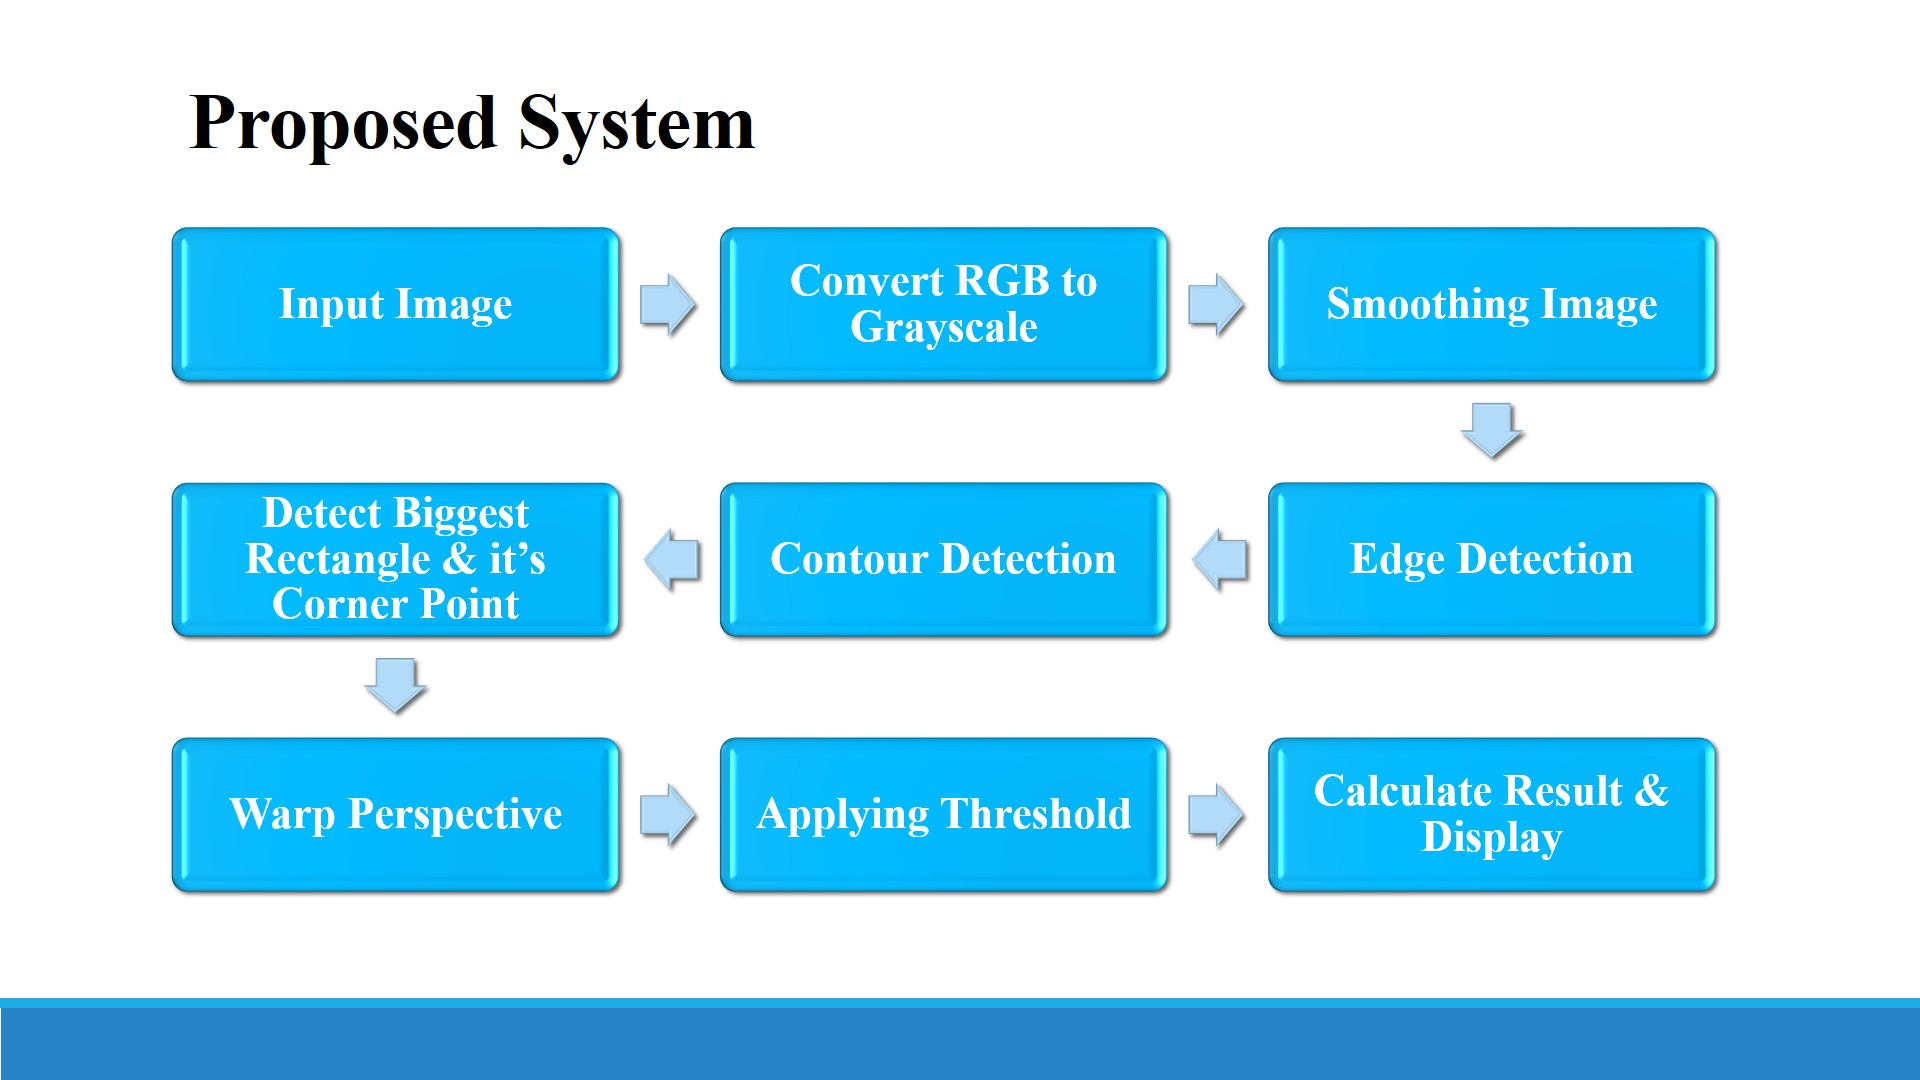 Proposed System
Input Image
Convert RGB to
Grayscale
Smoothing Image
Edge Detection
Contour Detection
Detect Biggest
Rectangle & it’s
Corner Point
Warp Perspective
Applying Threshold
Calculate Result &
Display